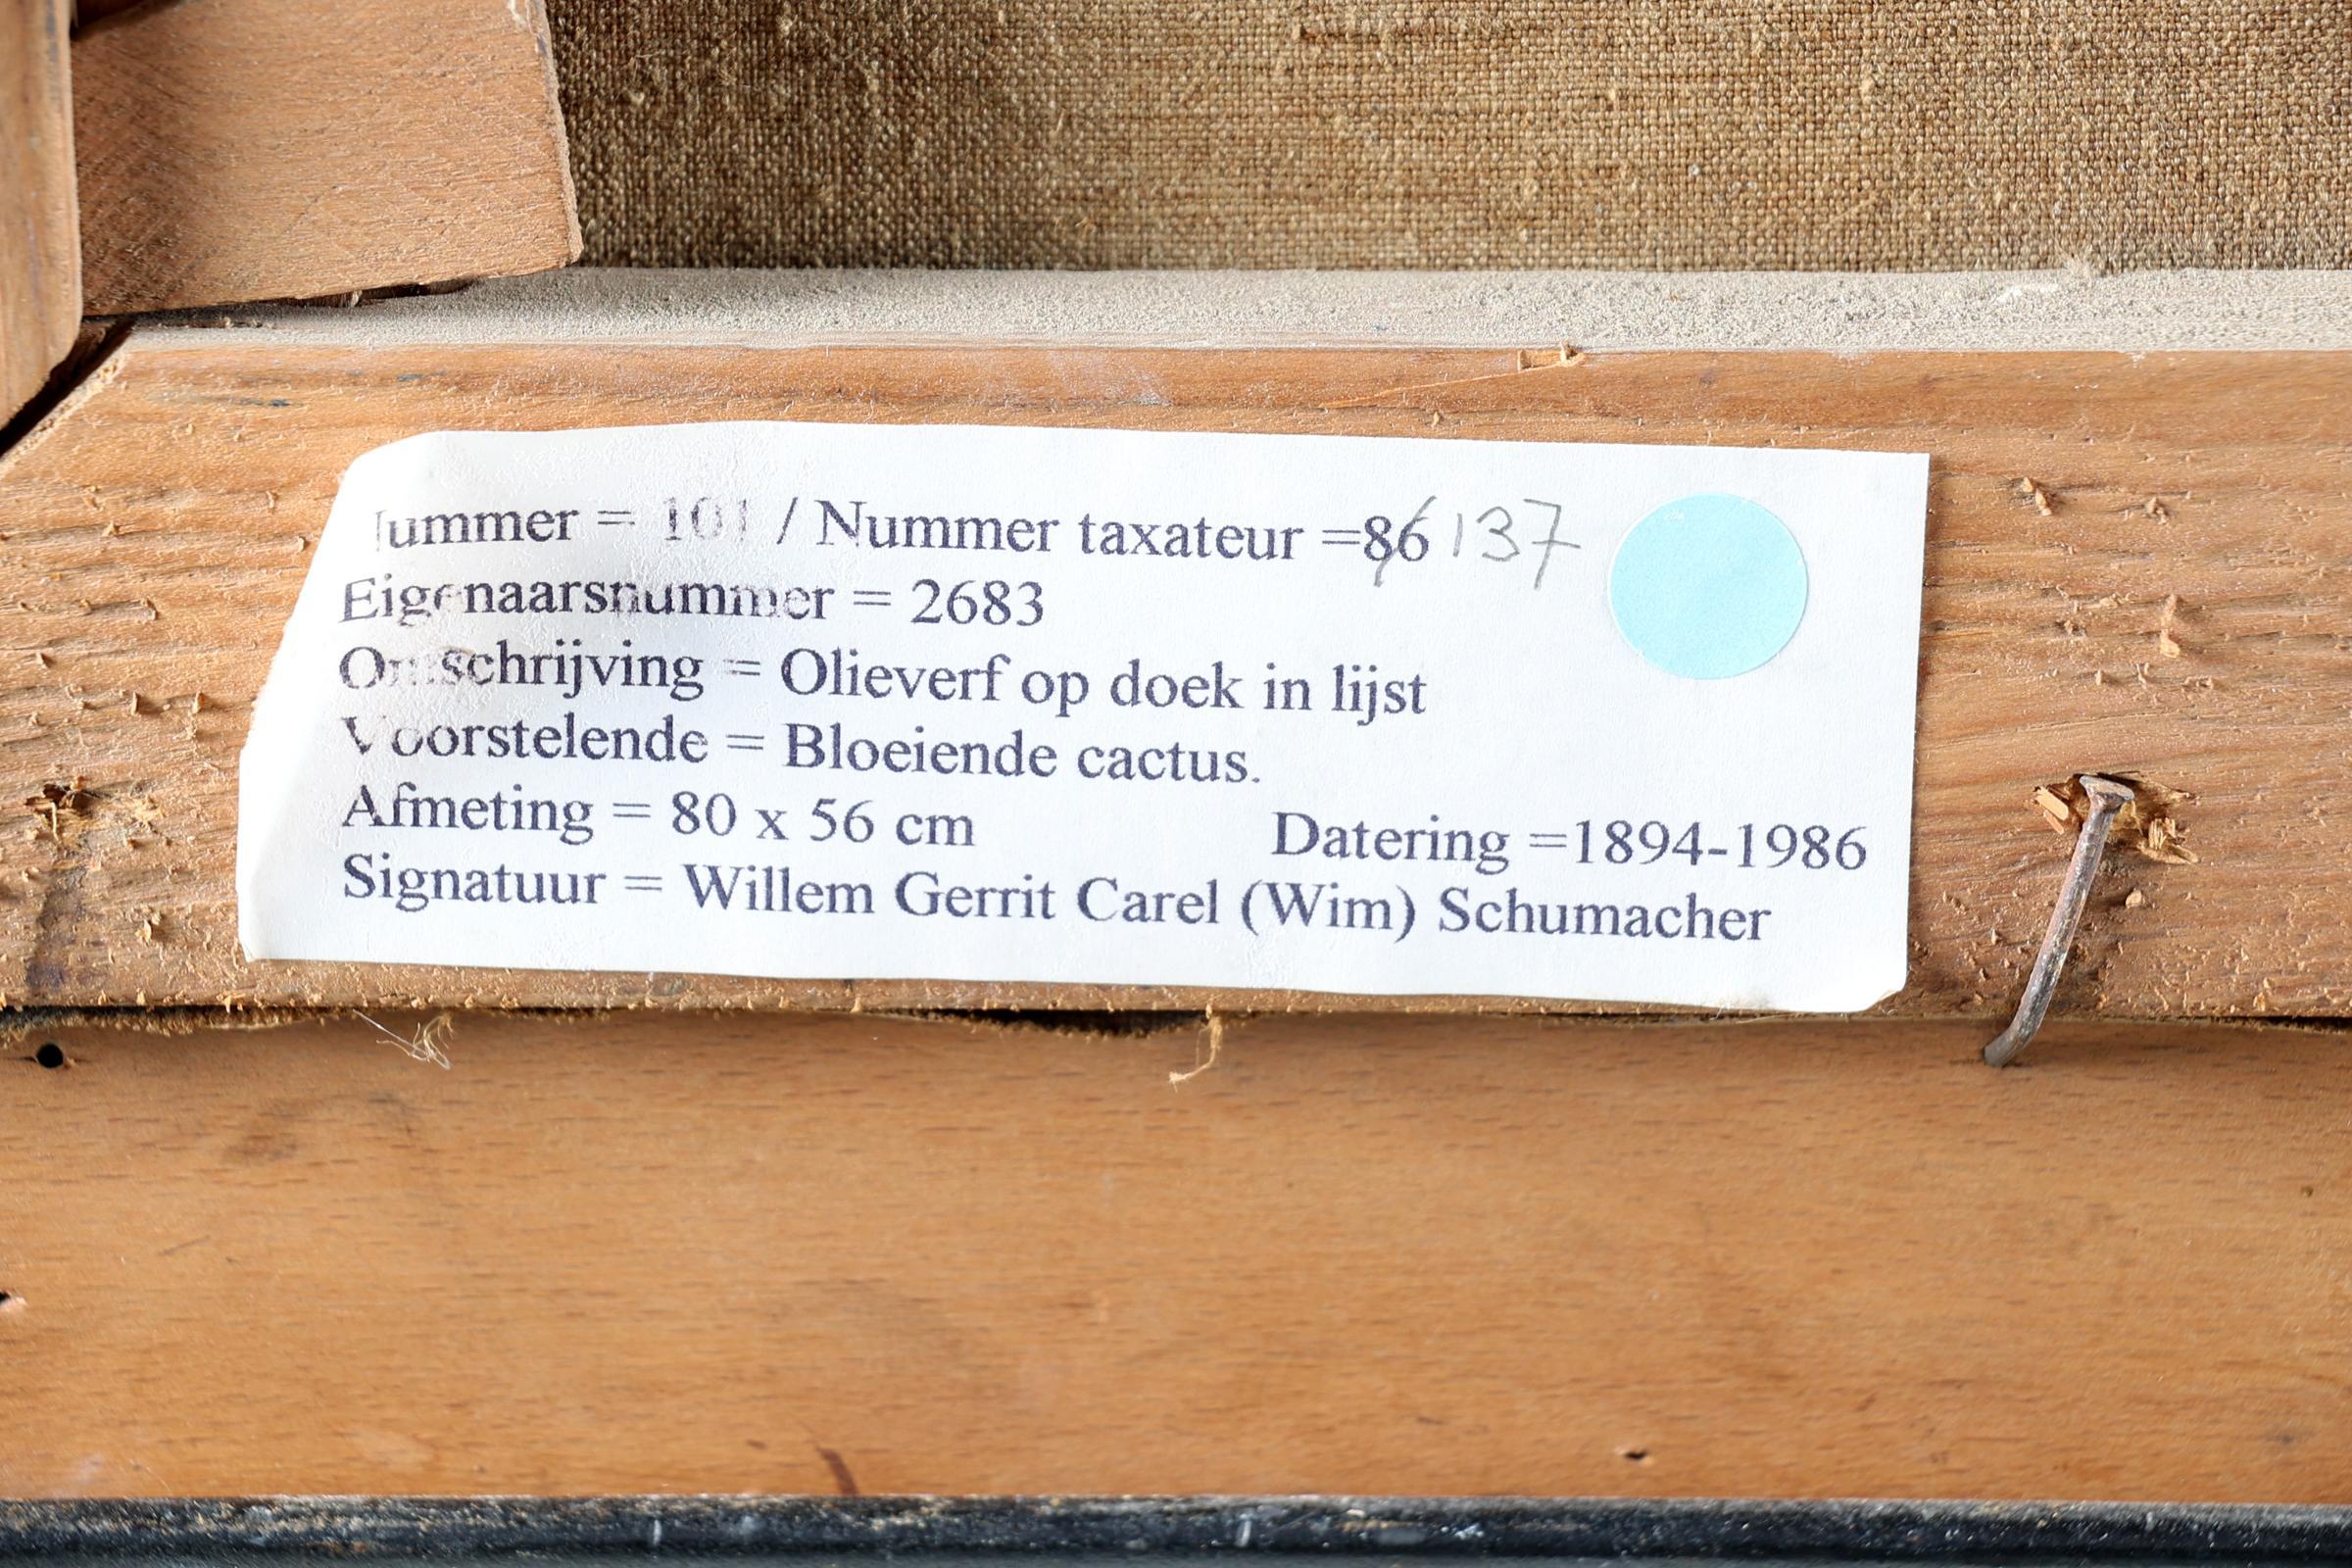 Nummer = 101 / Nummer taxateur =86 137
Eigenaarsnummer = 2683
Omschrijving = Olieverf op doek in lijst
Voorstelende = Bloeiende cactus.
Afmeting = 80 x 56 cm Datering =1894-1986
Signatuur = Willem Gerrit Carel (Wim) Schumacher